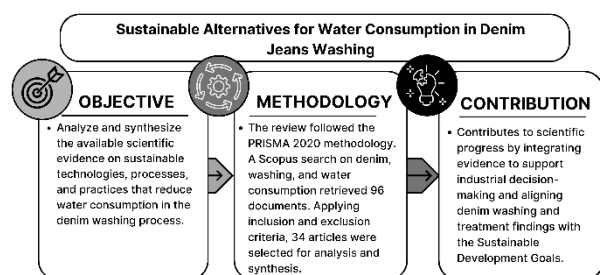 Sustainable Alternatives for Water Consumption in Denim
Jeans Washing
OBJECTIVE
• Analyze and synthesize
the available scientific
evidence on sustainable
technologies, processes,
and practices that reduce
water consumption in the
denim washing process.
METHODOLOGY
• The review followed the
PRISMA 2020 methodology.
A Scopus search on denim,
washing, and water
consumption retrieved 96
documents. Applying
inclusion and exclusion
criteria, 34 articles were
selected for analysis and
synthesis.
CONTRIBUTION
• Contributes to scientific
progress by integrating
evidence to support
industrial decision-
making and aligning
denim washing and
treatment findings with
the Sustainable
Development Goals.